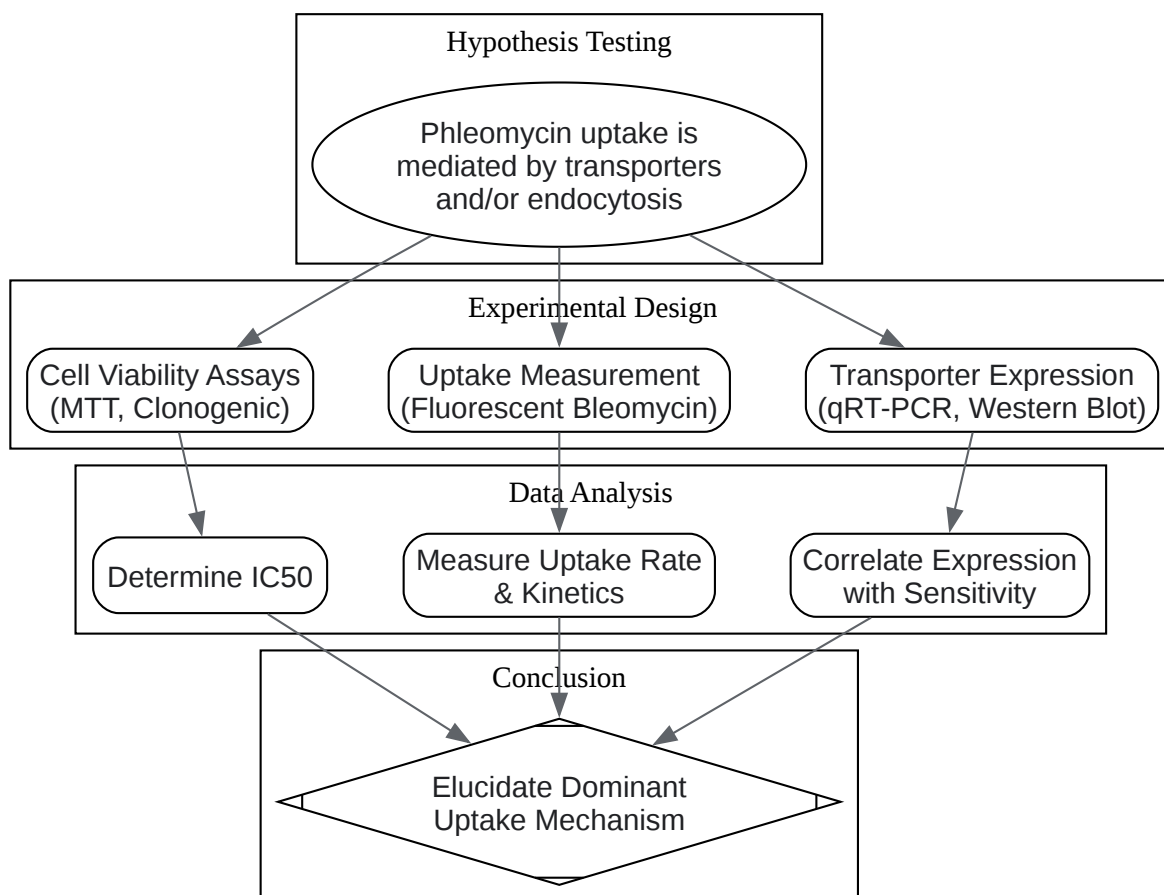 Hypothesis Testing
Phleomycin uptake is
mediated by transporters
and/or endocytosis
Experimental Design
Cell Viability Assays
(MTT, Clonogenic)
Uptake Measurement
(Fluorescent Bleomycin)
Transporter Expression
(qRT-PCR, Western Blot)
Data Analysis
Determine IC50
Measure Uptake Rate
& Kinetics
Correlate Expression
with Sensitivity
Conclusion
Elucidate Dominant
Uptake Mechanism